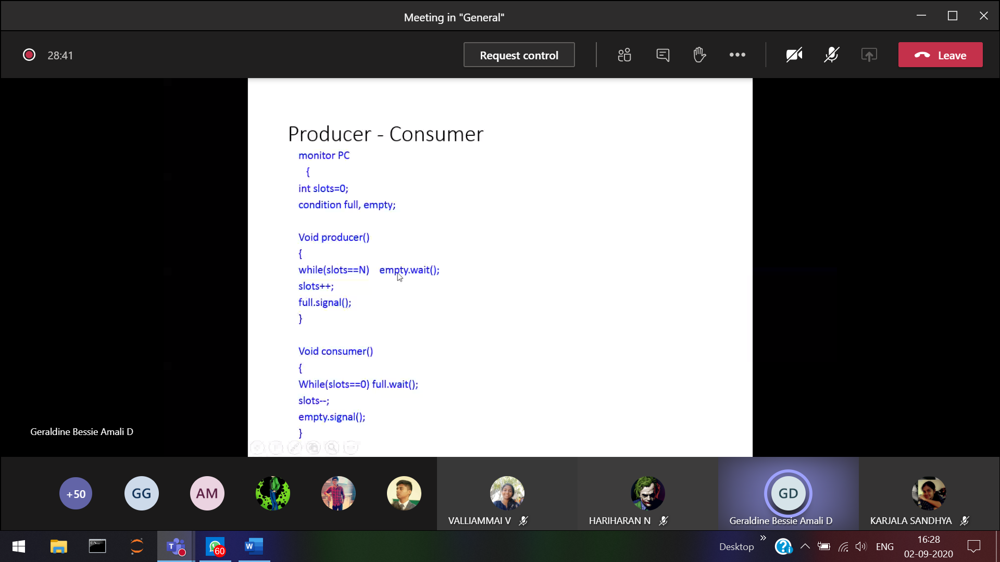 Meeting in "General"
28:41
Request control
Leave
Producer - Consumer
monitor PC
{
int slots=0;
condition full, empty;
Void producer()
{
while(slots==N) empty.wait();
slots++;
full.signal();
}
Void consumer()
{
While(slots==0) full.wait();
slots--;
empty.signal();
}
Geraldine Bessie Amali D
+50
GG
AM
GD
VALLIAMMAI V
HARIHARAN N
Geraldine Bessie Amali D
KARJALA SANDHYA
T
60
W
Desktop
»
ENG
16:28
02-09-2020